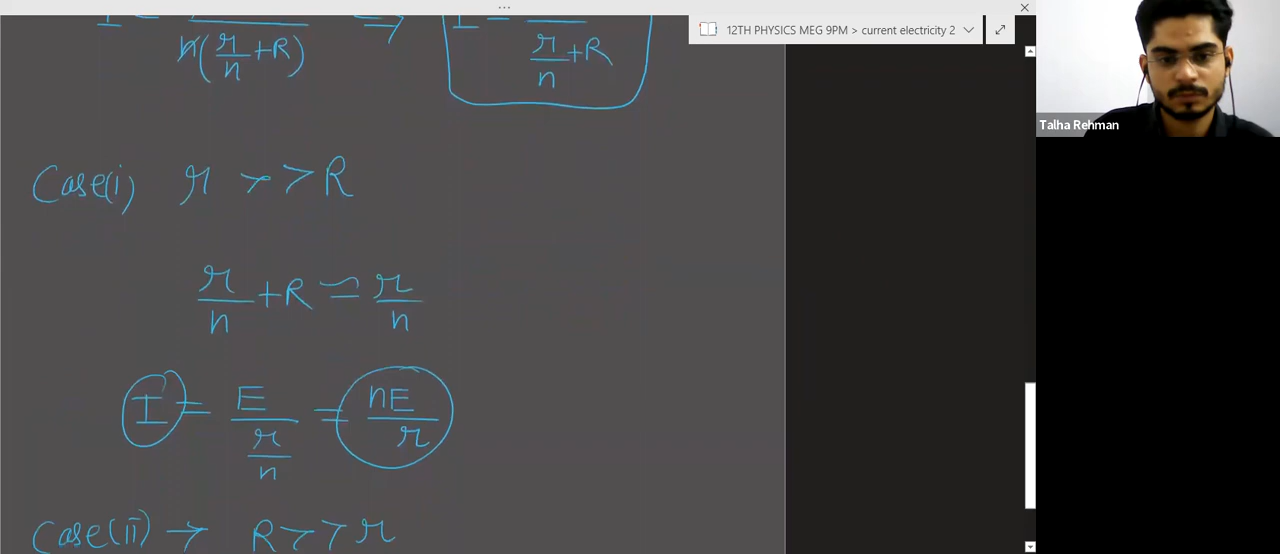 12TH PHYSICS MEG 9PM > current electricity 2
Talha Rehman
n(r/n + R) ⇒ r/n + R
Case(i) r >> R
r/n + R ≃ r/n
I = E/(r/n) = nE/r
Case(ii) → R >> r